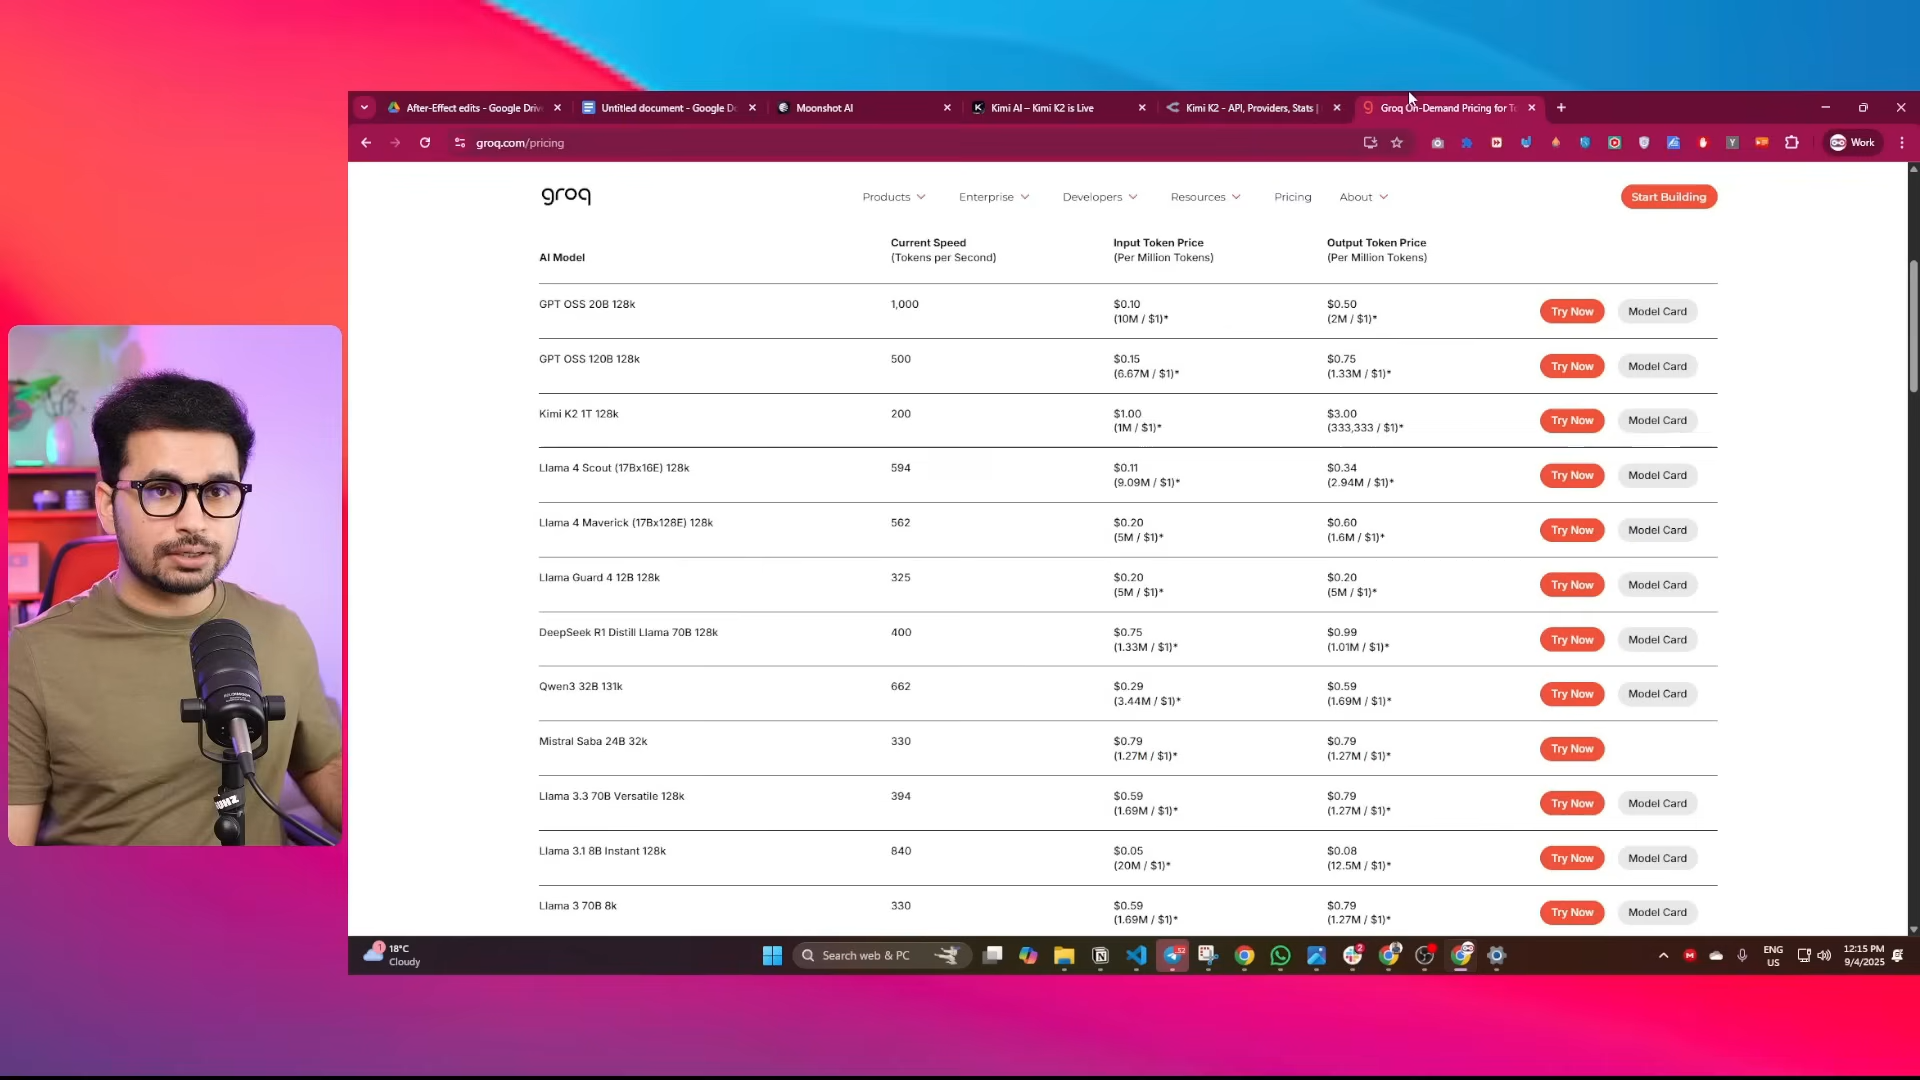 After-Effect edits - Google Driv
Untitled document - Google D
Moonshot AI
Kimi AI – Kimi K2 is Live
Kimi K2 - API, Providers, Stats |
Groq On-Demand Pricing for To
groq.com/pricing
Work
groq
Products
Enterprise
Developers
Resources
Pricing
About
Start Building
AI Model
Current Speed
(Tokens per Second)
Input Token Price
(Per Million Tokens)
Output Token Price
(Per Million Tokens)
GPT OSS 20B 128k
1,000
$0.10
(10M / $1)*
$0.50
(2M / $1)*
Try Now
Model Card
GPT OSS 120B 128k
500
$0.15
(6.67M / $1)*
$0.75
(1.33M / $1)*
Try Now
Model Card
Kimi K2 1T 128k
200
$1.00
(1M / $1)*
$3.00
(333,333 / $1)*
Try Now
Model Card
Llama 4 Scout (17Bx16E) 128k
594
$0.11
(9.09M / $1)*
$0.34
(2.94M / $1)*
Try Now
Model Card
Llama 4 Maverick (17Bx128E) 128k
562
$0.20
(5M / $1)*
$0.60
(1.6M / $1)*
Try Now
Model Card
Llama Guard 4 12B 128k
325
$0.20
(5M / $1)*
$0.20
(5M / $1)*
Try Now
Model Card
DeepSeek R1 Distill Llama 70B 128k
400
$0.75
(1.33M / $1)*
$0.99
(1.01M / $1)*
Try Now
Model Card
Qwen3 32B 131k
662
$0.29
(3.44M / $1)*
$0.59
(1.69M / $1)*
Try Now
Model Card
Mistral Saba 24B 32k
330
$0.79
(1.27M / $1)*
$0.79
(1.27M / $1)*
Try Now
Llama 3.3 70B Versatile 128k
394
$0.59
(1.69M / $1)*
$0.79
(1.27M / $1)*
Try Now
Model Card
Llama 3.1 8B Instant 128k
840
$0.05
(20M / $1)*
$0.08
(12.5M / $1)*
Try Now
Model Card
Llama 3 70B 8k
330
$0.59
(1.69M / $1)*
$0.79
(1.27M / $1)*
Try Now
Model Card
1
18°C
Cloudy
Search web & PC
52
2
ENG
US
12:15 PM
9/4/2025